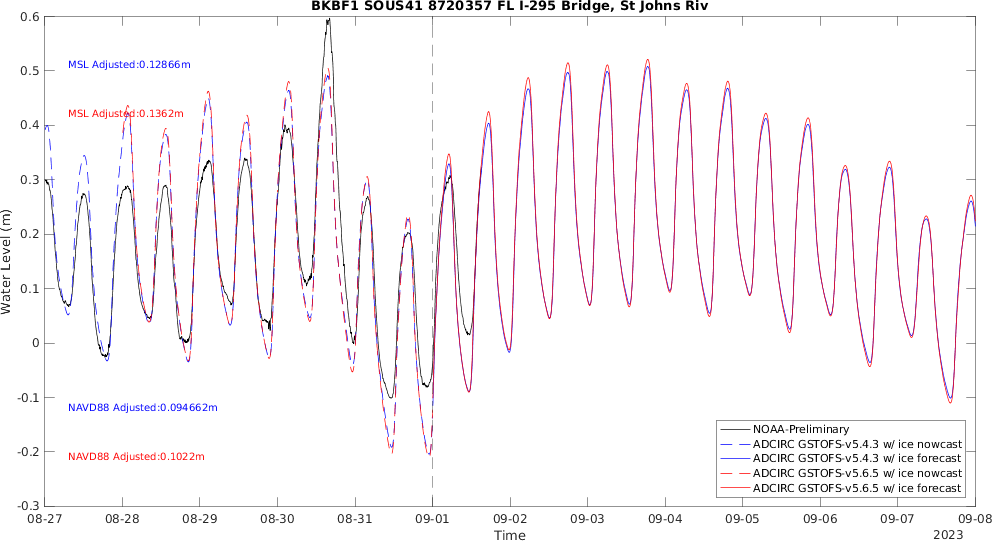 BKBF1 SOUS41 8720357 FL I-295 Bridge, St Johns Riv
0.6
0.5
0.4
0.3
0.2
0.1
0
-0.1
-0.2
-0.3
Water Level (m)
MSL Adjusted:0.12866m
MSL Adjusted:0.1362m
NAVD88 Adjusted:0.094662m
NAVD88 Adjusted:0.1022m
NOAA-Preliminary
ADCIRC GSTOFS-v5.4.3 w/ ice nowcast
ADCIRC GSTOFS-v5.4.3 w/ ice forecast
ADCIRC GSTOFS-v5.6.5 w/ ice nowcast
ADCIRC GSTOFS-v5.6.5 w/ ice forecast
08-27 08-28 08-29 08-30 08-31 09-01 09-02 09-03 09-04 09-05 09-06 09-07 09-08
Time
2023